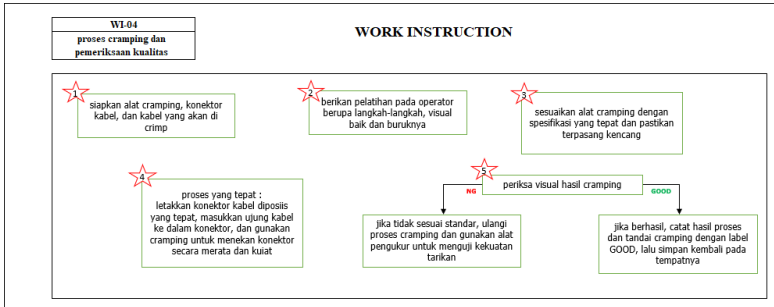 WI-04
proses cramping dan
pemeriksaan kualitas
WORK INSTRUCTION
1
siapkan alat cramping, konektor
kabel, dan kabel yang akan di
crimp
2
berikan pelatihan pada operator
berupa langkah-langkah, visual
baik dan buruknya
3
sesuaikan alat cramping dengan
spesifikasi yang tepat dan pastikan
terpasang kencang
4
proses yang tepat :
letakkan konektor kabel diposiis
yang tepat, masukkan ujung kabel
ke dalam konektor, dan gunakan
cramping untuk menekan konektor
secara merata dan kuiat
5
periksa visual hasil cramping
NG
GOOD
jika tidak sesuai standar, ulangi
proses cramping dan gunakan alat
pengukur untuk menguji kekuatan
tarikan
jika berhasil, catat hasil proses
dan tandai cramping dengan label
GOOD, lalu simpan kembali pada
tempatnya